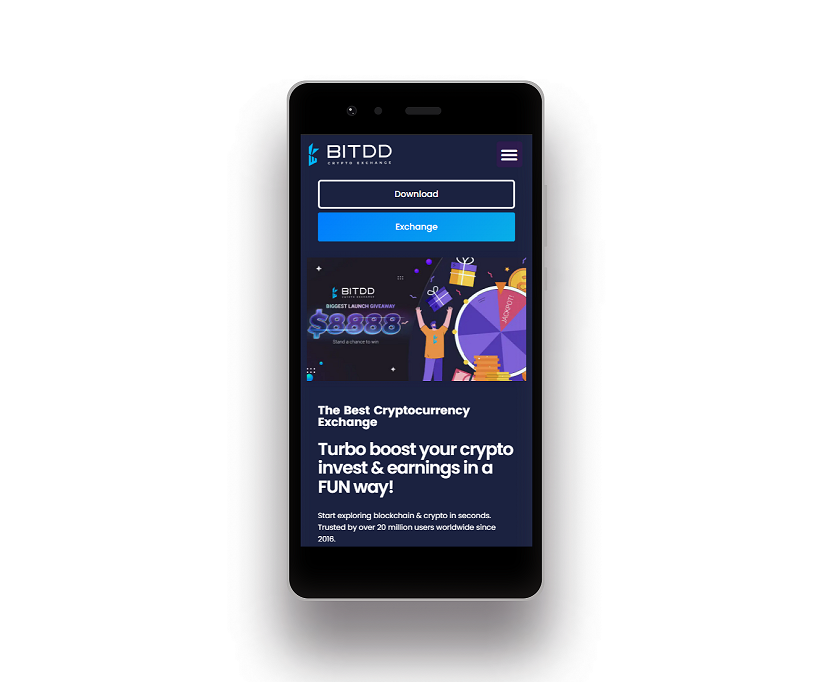 BITDD
CRYPTO EXCHANGE
Download
Exchange
BITDD
CRYPTO EXCHANGE
BIGGEST LAUNCH GIVEAWAY
$8888
Stand a chance to win
JACKPOT!
The Best Cryptocurrency
Exchange
Turbo boost your crypto
invest & earnings in a
FUN way!
Start exploring blockchain & crypto in seconds.
Trusted by over 20 million users worldwide since
2016.